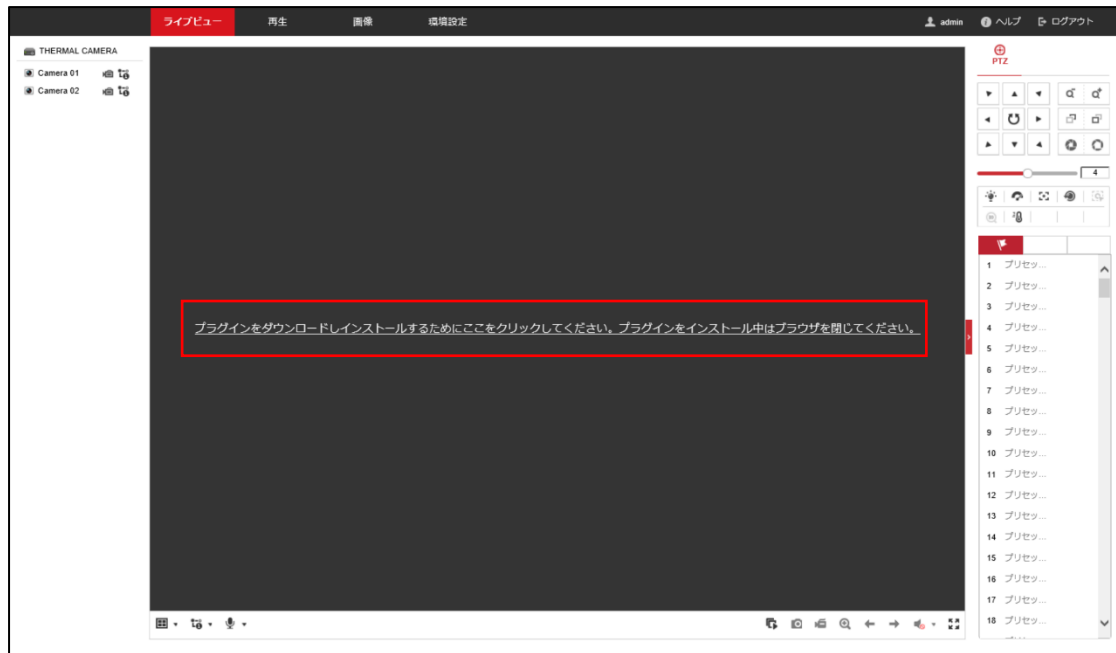 ライブビュー 再生 画像 環境設定 admin ヘルプ ログアウト
THERMAL CAMERA
Camera 01
Camera 02
PTZ
4
プラグインをダウンロードしインストールするためにここをクリックしてください。プラグインをインストール中はブラウザを閉じてください。
1 プリセッ...
2 プリセッ...
3 プリセッ...
4 プリセッ...
5 プリセッ...
6 プリセッ...
7 プリセッ...
8 プリセッ...
9 プリセッ...
10 プリセッ...
11 プリセッ...
12 プリセッ...
13 プリセッ...
14 プリセッ...
15 プリセッ...
16 プリセッ...
17 プリセッ...
18 プリセッ...